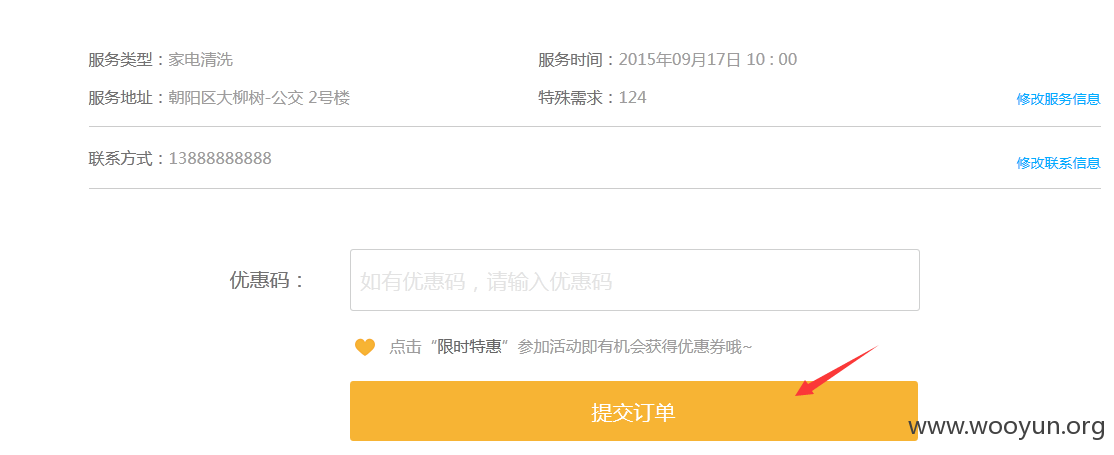 服务类型：家电清洗
服务时间：2015年09月17日 10：00
服务地址：朝阳区大柳树-公交 2号楼
特殊需求：124
修改服务信息
联系方式：13888888888
修改联系信息
优惠码：
如有优惠码，请输入优惠码
点击“限时特惠”参加活动即有机会获得优惠券哦~
提交订单
www.wooyun.org